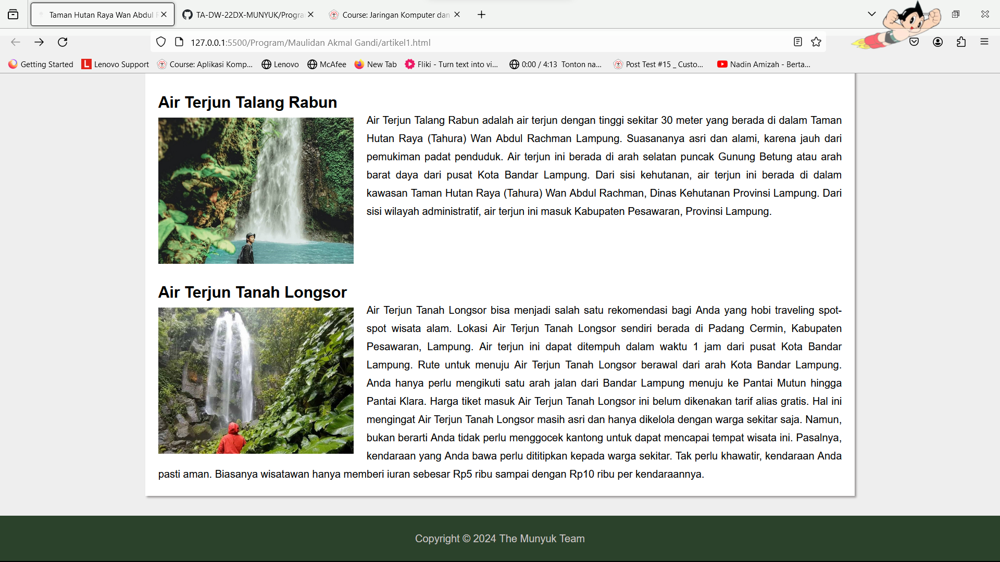 Taman Hutan Raya Wan Abdul
TA-DW-22DX-MUNYUK/Progra
Course: Jaringan Komputer dan
127.0.0.1:5500/Program/Maulidan Akmal Gandi/artikel1.html
Getting Started
Lenovo Support
Course: Aplikasi Komp...
Lenovo
McAfee
New Tab
Fliki - Turn text into vi...
0:00 / 4:13 Tonton na...
Post Test #15 _ Custo...
Nadin Amizah - Berta...
Air Terjun Talang Rabun
Air Terjun Talang Rabun adalah air terjun dengan tinggi sekitar 30 meter yang berada di dalam Taman
Hutan Raya (Tahura) Wan Abdul Rachman Lampung. Suasananya asri dan alami, karena jauh dari
pemukiman padat penduduk. Air terjun ini berada di arah selatan puncak Gunung Betung atau arah
barat daya dari pusat Kota Bandar Lampung. Dari sisi kehutanan, air terjun ini berada di dalam
kawasan Taman Hutan Raya (Tahura) Wan Abdul Rachman, Dinas Kehutanan Provinsi Lampung. Dari
sisi wilayah administratif, air terjun ini masuk Kabupaten Pesawaran, Provinsi Lampung.
Air Terjun Tanah Longsor
Air Terjun Tanah Longsor bisa menjadi salah satu rekomendasi bagi Anda yang hobi traveling spot-
spot wisata alam. Lokasi Air Terjun Tanah Longsor sendiri berada di Padang Cermin, Kabupaten
Pesawaran, Lampung. Air terjun ini dapat ditempuh dalam waktu 1 jam dari pusat Kota Bandar
Lampung. Rute untuk menuju Air Terjun Tanah Longsor berawal dari arah Kota Bandar Lampung.
Anda hanya perlu mengikuti satu arah jalan dari Bandar Lampung menuju ke Pantai Mutun hingga
Pantai Klara. Harga tiket masuk Air Terjun Tanah Longsor ini belum dikenakan tarif alias gratis. Hal ini
mengingat Air Terjun Tanah Longsor masih asri dan hanya dikelola dengan warga sekitar saja. Namun,
bukan berarti Anda tidak perlu menggocek kantong untuk dapat mencapai tempat wisata ini. Pasalnya,
kendaraan yang Anda bawa perlu dititipkan kepada warga sekitar. Tak perlu khawatir, kendaraan Anda
pasti aman. Biasanya wisatawan hanya memberi iuran sebesar Rp5 ribu sampai dengan Rp10 ribu per kendaraannya.
Copyright © 2024 The Munyuk Team